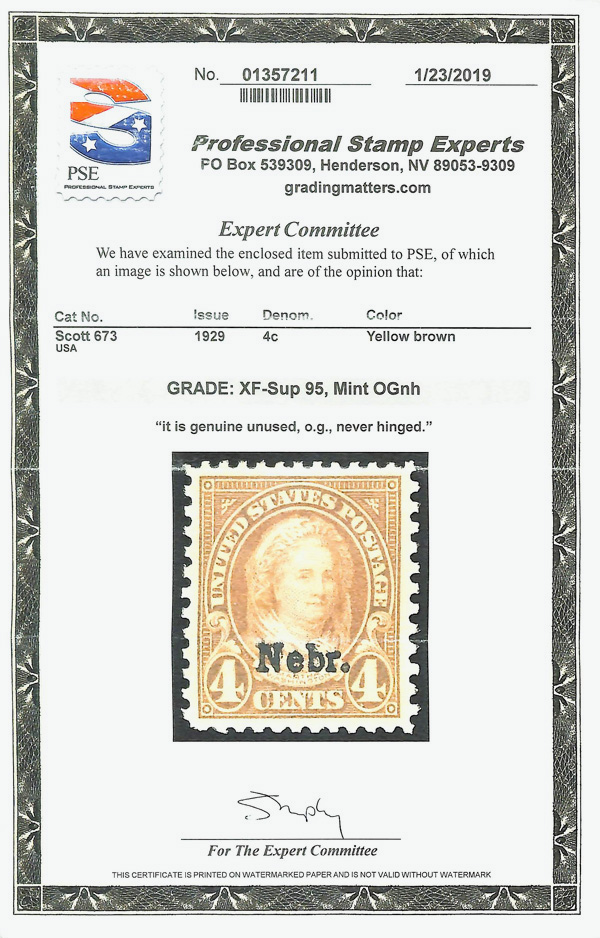 No. 01357211 1/23/2019
PSE
PROFESSIONAL STAMP EXPERTS
Professional Stamp Experts
PO Box 539309, Henderson, NV 89053-9309
gradingmatters.com
Expert Committee
We have examined the enclosed item submitted to PSE, of which
an image is shown below, and are of the opinion that:
Cat No. Issue Denom. Color
Scott 673 1929 4c Yellow brown
USA
GRADE: XF-Sup 95, Mint OGnh
“it is genuine unused, o.g., never hinged.”
UNITED STATES POSTAGE
Nebr.
4 CENTS 4
For The Expert Committee
THIS CERTIFICATE IS PRINTED ON WATERMARKED PAPER AND IS NOT VALID WITHOUT WATERMARK